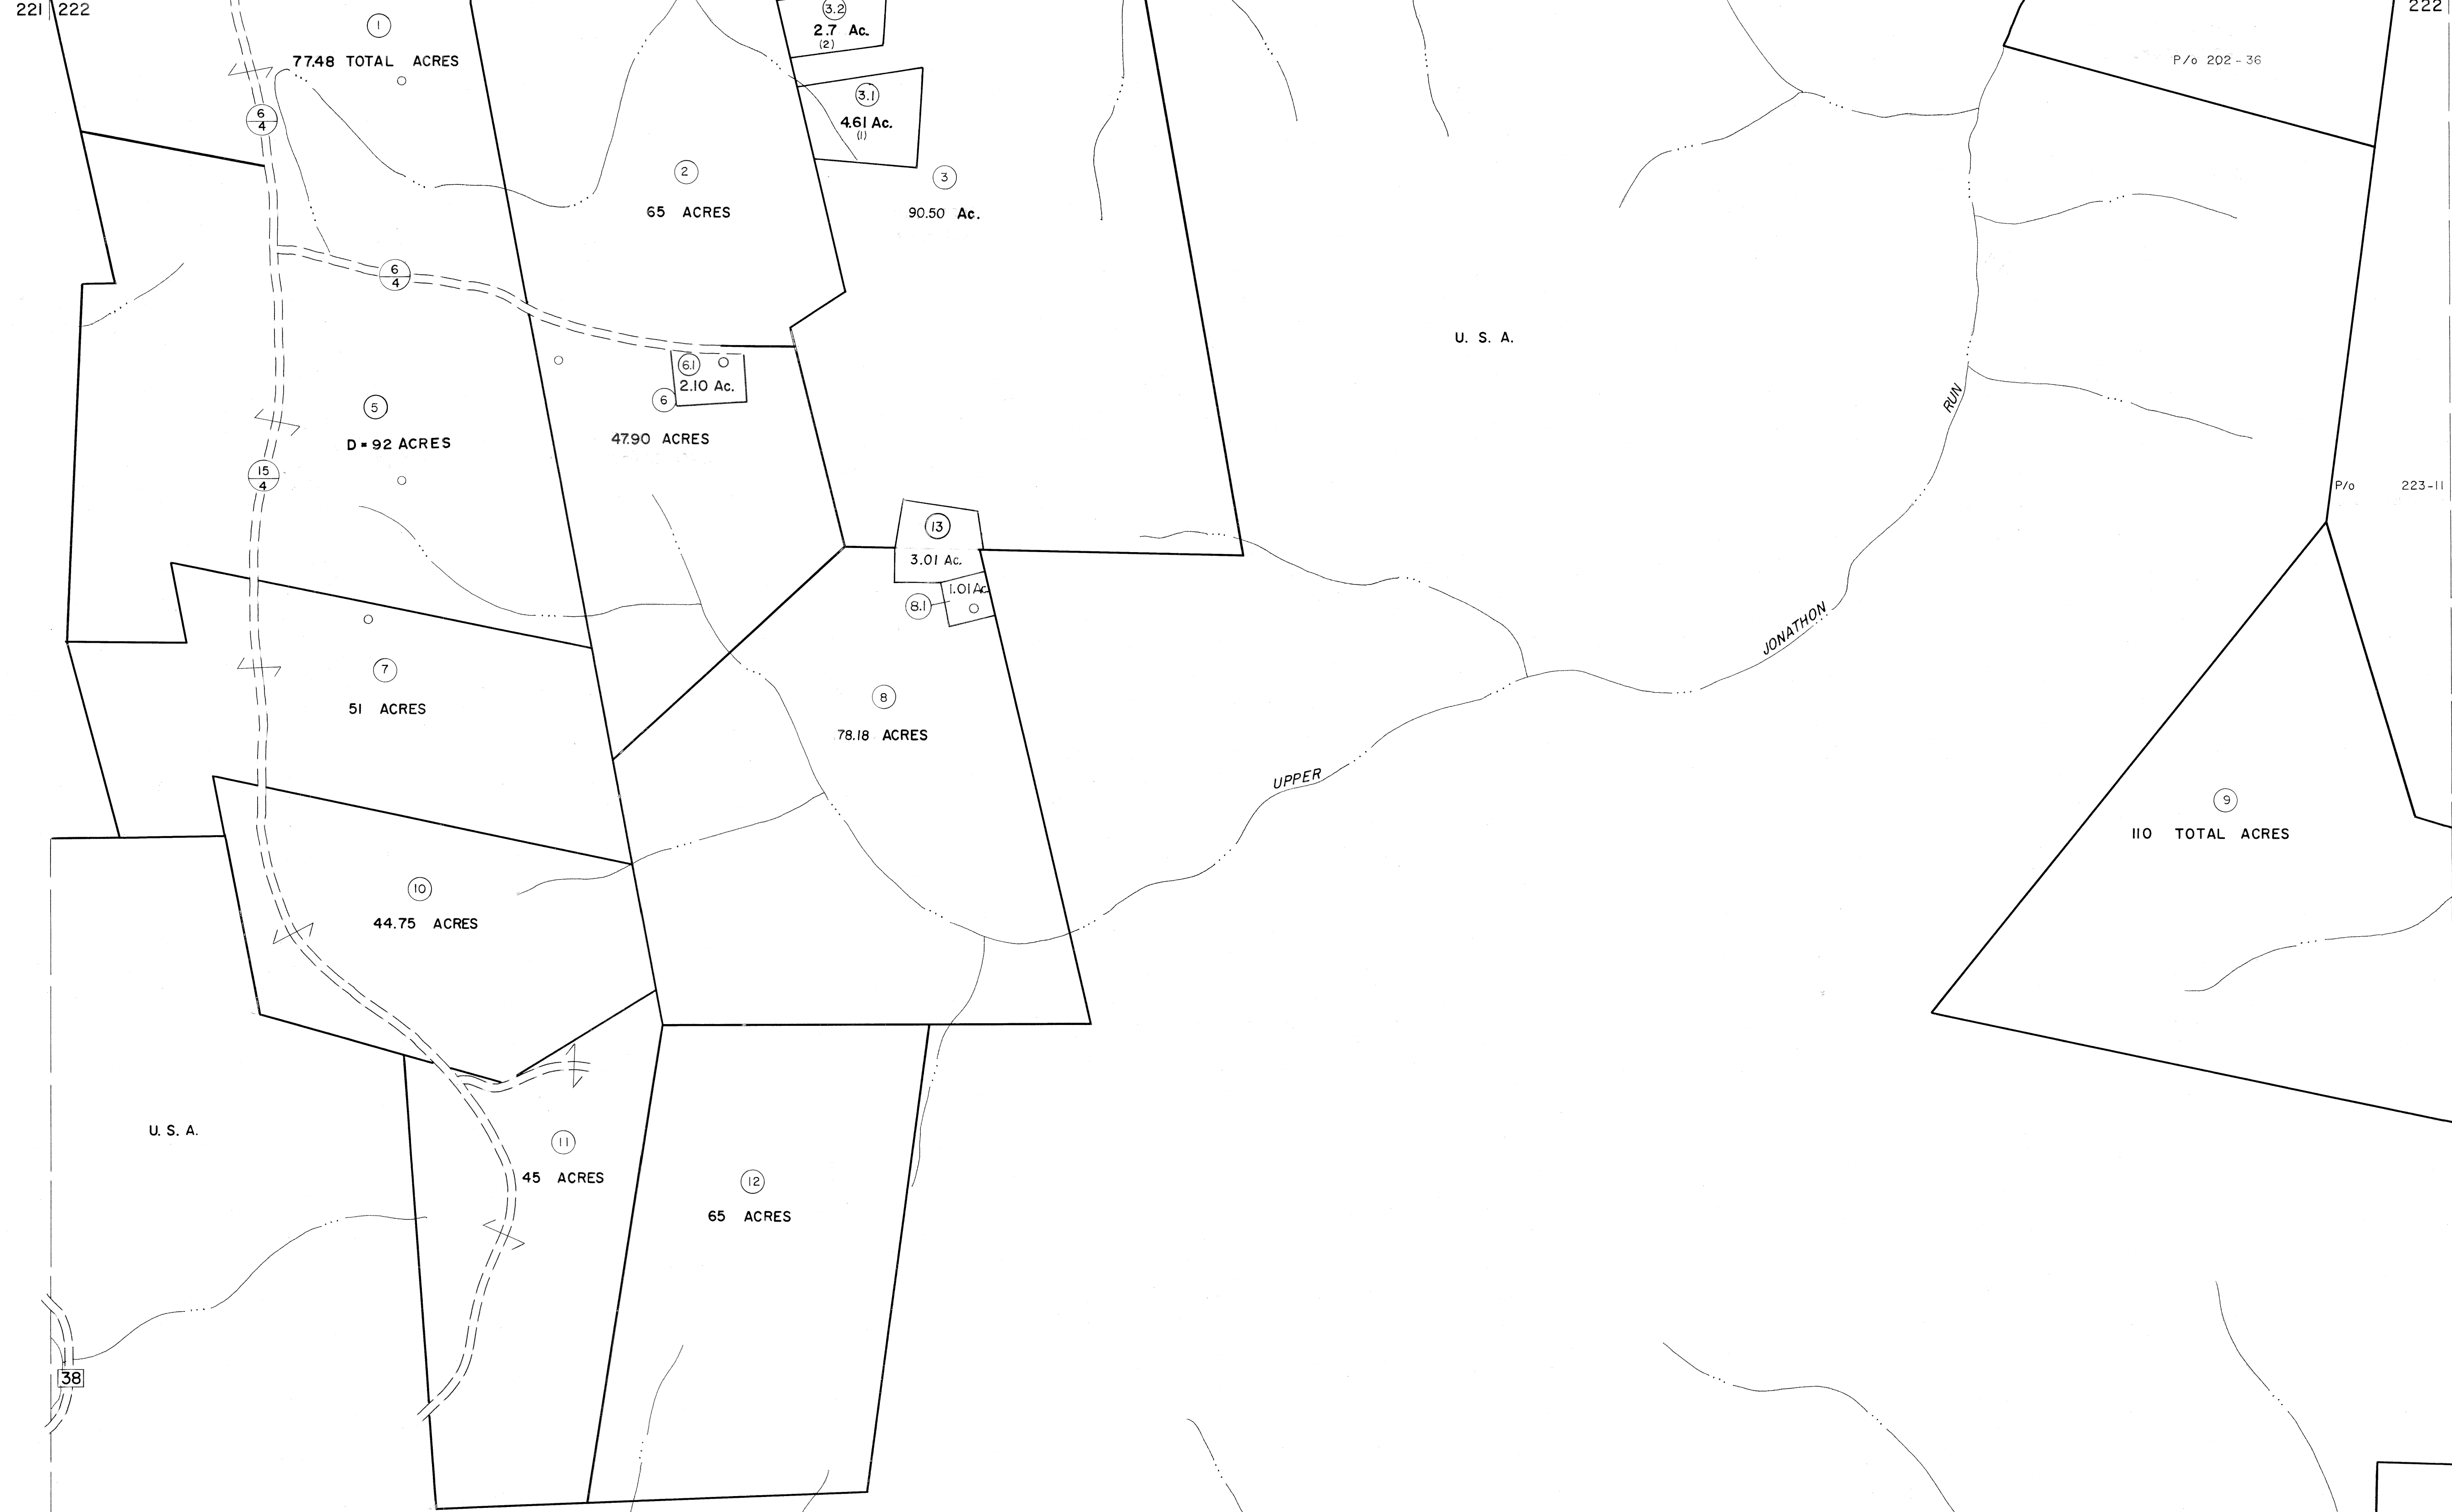 221 222
222
1
77.48 TOTAL ACRES
3.2
2.7 Ac.
(2)
P/o 202-36
3.1
4.61 Ac.
(1)
6
4
2
65 ACRES
3
90.50 Ac.
6
4
U. S. A.
6.1
2.10 Ac.
6
47.90 ACRES
5
D = 92 ACRES
15
4
RUN
P/o 223-11
13
3.01 Ac.
1.01 Ac
8.1
JONATHON
7
51 ACRES
8
78.18 ACRES
UPPER
9
110 TOTAL ACRES
10
44.75 ACRES
U. S. A.
11
45 ACRES
12
65 ACRES
38